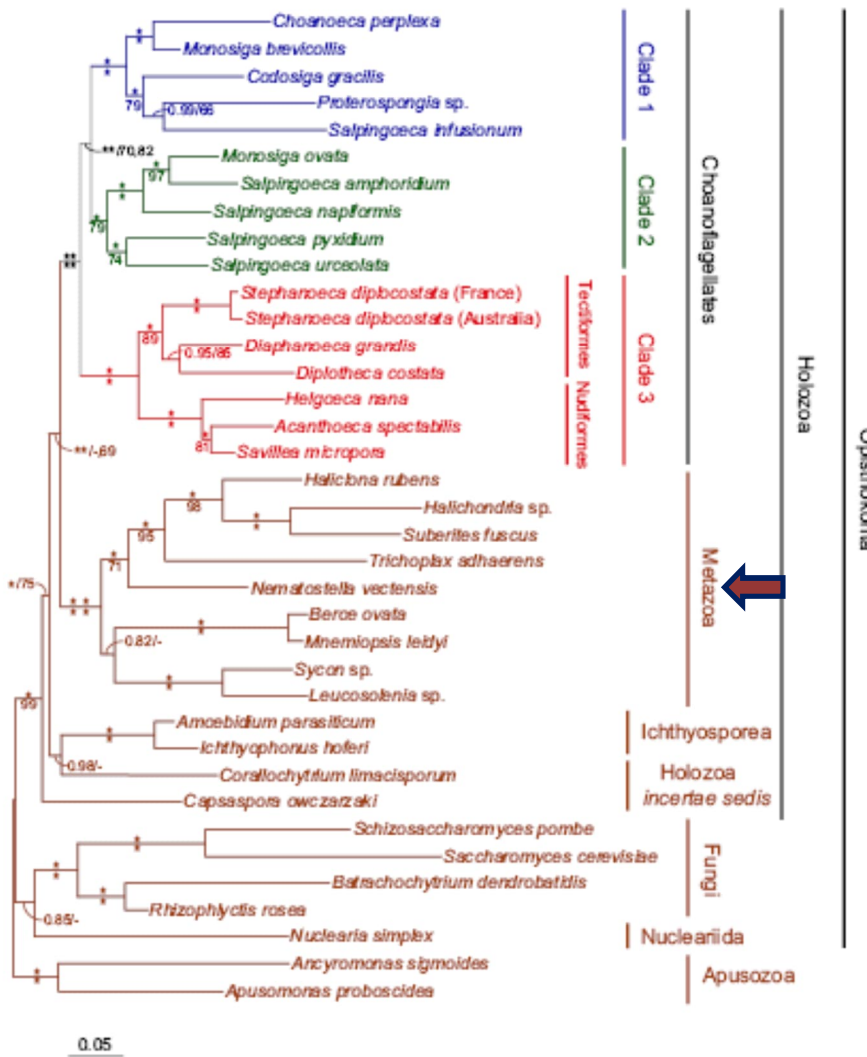 Choanoeca perplexa
Monosiga brevicollis
Codosiga gracilis
79
0.99/66
Proterospongia sp.
Salpingoeca infusionum
Clade 1
**/70,82
Monosiga ovata
97
Salpingoeca amphoridium
Salpingoeca napiformis
79
Salpingoeca pyxidium
74
Salpingoeca urceolata
Clade 2
Choanoflagellates
Stephanoeca diplocostata (France)
Stephanoeca diplocostata (Australia)
89
0.95/85
Diaphanoeca grandis
Diplotheca costata
Tectiformes
Helgoeca nana
Acanthoeca spectabilis
81
Savillea micropora
Nudiformes
Clade 3
Holozoa
**/-,69
Haliclona rubens
98
Halichondria sp.
Suberites fuscus
95
Trichoplax adhaerens
71
*/75
Nematostella vectensis
Metazoa
Beroe ovata
0.82/-
Mnemiopsis leidyi
Sycon sp.
Leucosolenia sp.
99
Amoebidium parasiticum
Ichthyosporea
Ichthyophonus hoferi
0.98/-
Corallochytrium limacisporum
Holozoa
incertae sedis
Capsaspora owczarzaki
Schizosaccharomyces pombe
Saccharomyces cerevisiae
Fungi
Batrachochytrium dendrobatidis
0.85/-
Rhizophlyctis rosea
Nuclearia simplex
Nucleariida
Ancyromonas sigmoides
Apusozoa
Apusomonas proboscidea
0.05